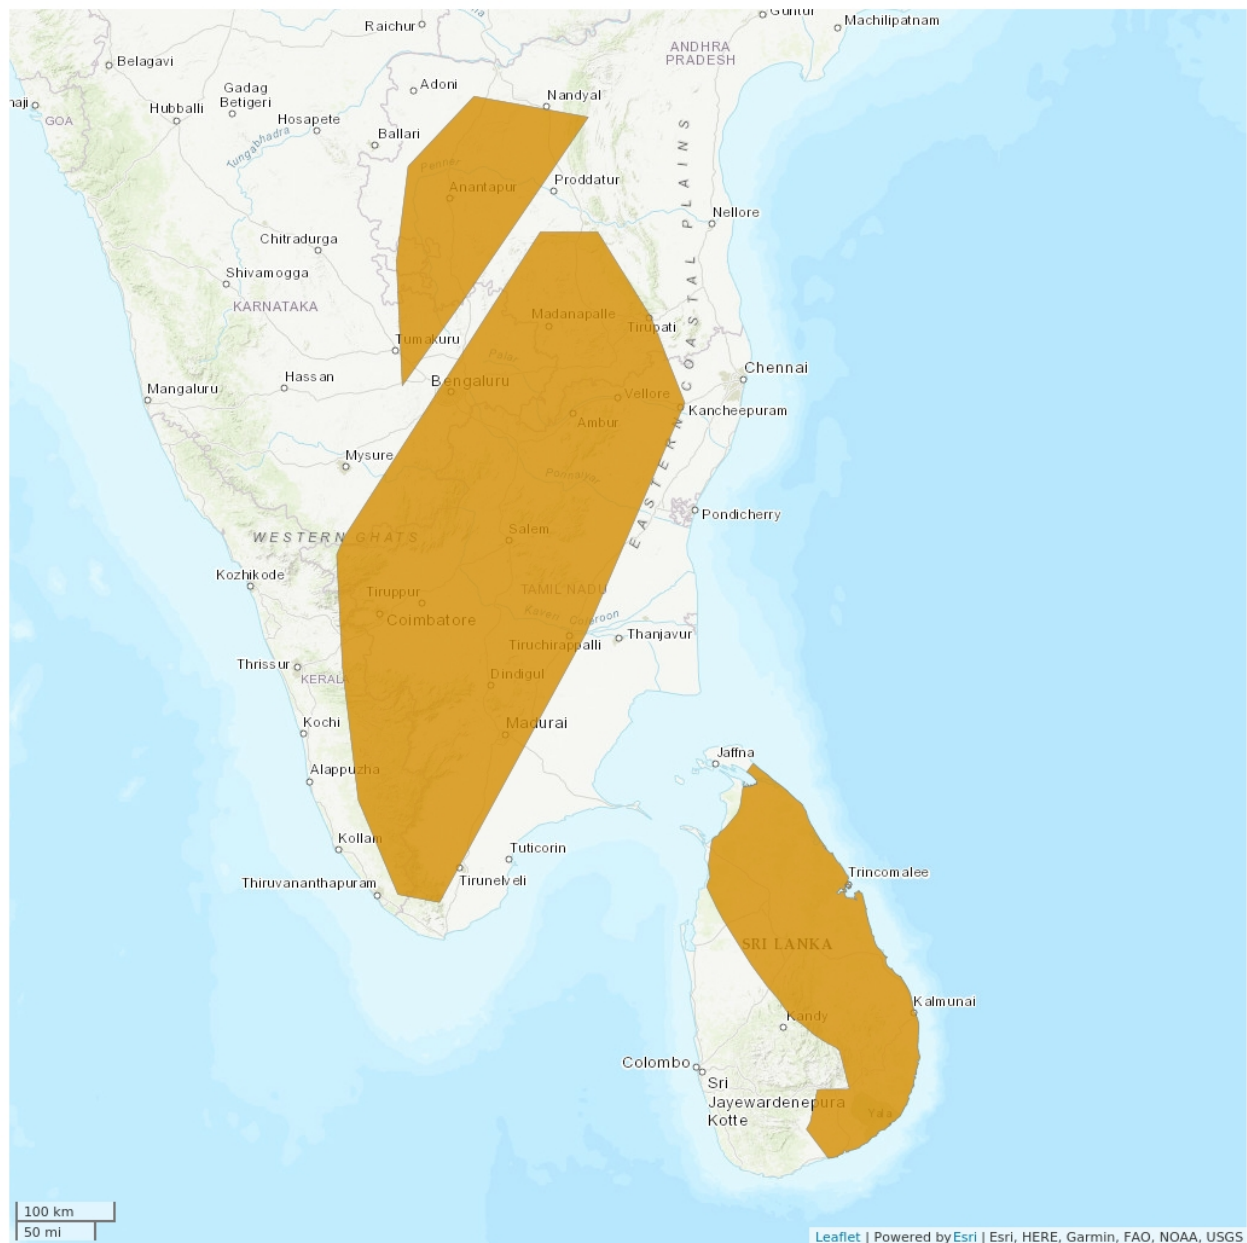 Guntur
Machilipatnam
Raichur
ANDHRA
PRADESH
Belagavi
Adoni
Gadag
Betigeri
Nandyal
naji
GOA
Hubballi
Hosapete
Ballari
Tungabhadra
Penner
Anantapur
Proddatur
Nellore
Chitradurga
Shivamogga
KARNATAKA
Madanapalle
Tirupati
EASTERN COASTAL PLAINS
Tumakuru
Palar
Bengaluru
Hassan
Mangaluru
Chennai
Vellore
Kancheepuram
Ambur
Mysure
Ponnaiyar
Pondicherry
WESTERN GHATS
Salem
Kozhikode
Tiruppur
TAMIL NADU
Coimbatore
Kaveri
Coleroon
Thanjavur
Tiruchirappalli
Thrissur
KERALA
Dindigul
Kochi
Madurai
Jaffna
Alappuzha
Kollam
Tuticorin
Thiruvananthapuram
Tirunelveli
Trincomalee
SRI LANKA
Kalmunai
Kandy
Colombo
Sri
Jayewardenepura
Kotte
Yala
100 km
50 mi
Leaflet | Powered by Esri | Esri, HERE, Garmin, FAO, NOAA, USGS